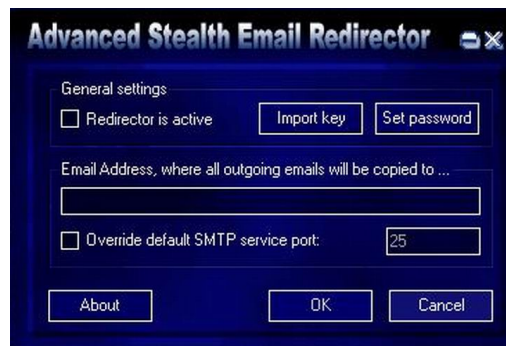 Advanced Stealth Email Redirector
General settings
Redirector is active
Import key
Set password
Email Address, where all outgoing emails will be copied to ...
Override default SMTP service port:
25
About
OK
Cancel